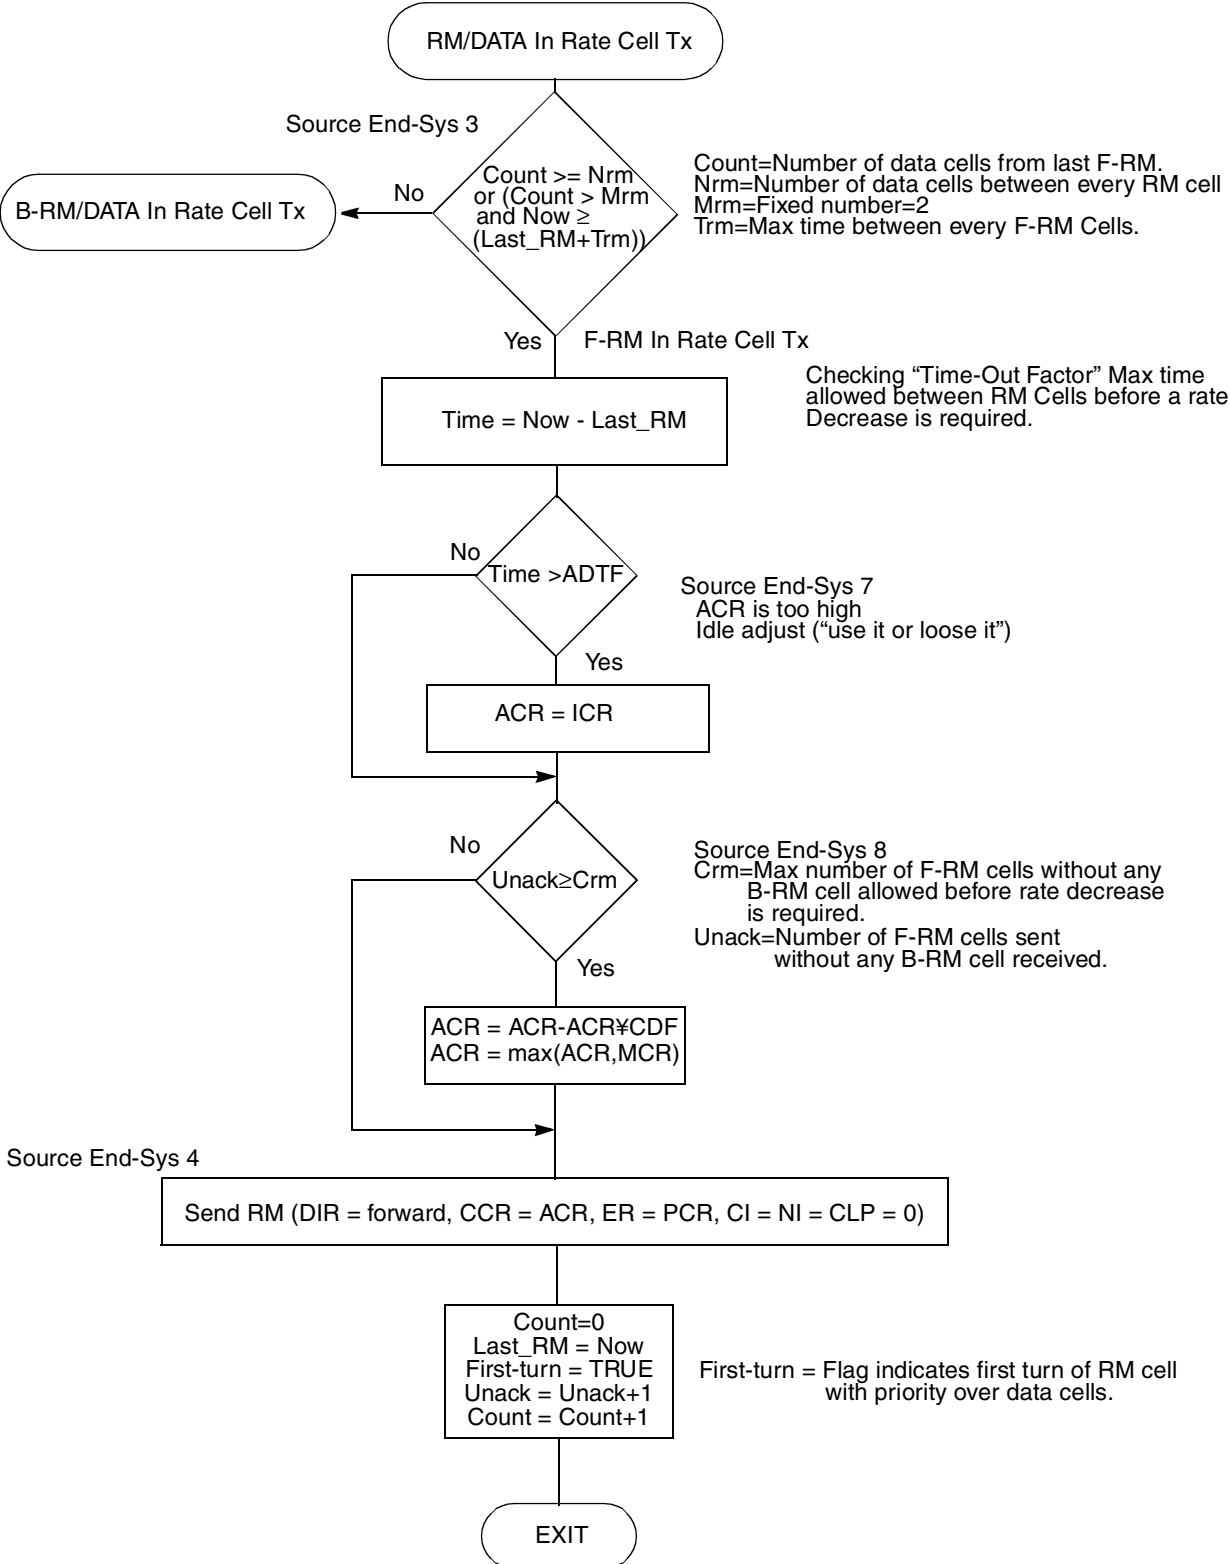 RM/DATA In Rate Cell Tx
Source End-Sys 3
Count >= Nrm
or (Count > Mrm
and Now ≥
(Last_RM+Trm))
No
B-RM/DATA In Rate Cell Tx
Count=Number of data cells from last F-RM.
Nrm=Number of data cells between every RM cell
Mrm=Fixed number=2
Trm=Max time between every F-RM Cells.
Yes
F-RM In Rate Cell Tx
Time = Now - Last_RM
Checking “Time-Out Factor” Max time
allowed between RM Cells before a rate
Decrease is required.
No
Time >ADTF
Source End-Sys 7
ACR is too high
Idle adjust (“use it or loose it”)
Yes
ACR = ICR
No
Unack≥Crm
Source End-Sys 8
Crm=Max number of F-RM cells without any
B-RM cell allowed before rate decrease
is required.
Unack=Number of F-RM cells sent
without any B-RM cell received.
Yes
ACR = ACR-ACR¥CDF
ACR = max(ACR,MCR)
Source End-Sys 4
Send RM (DIR = forward, CCR = ACR, ER = PCR, CI = NI = CLP = 0)
Count=0
Last_RM = Now
First-turn = TRUE
Unack = Unack+1
Count = Count+1
First-turn = Flag indicates first turn of RM cell
with priority over data cells.
EXIT